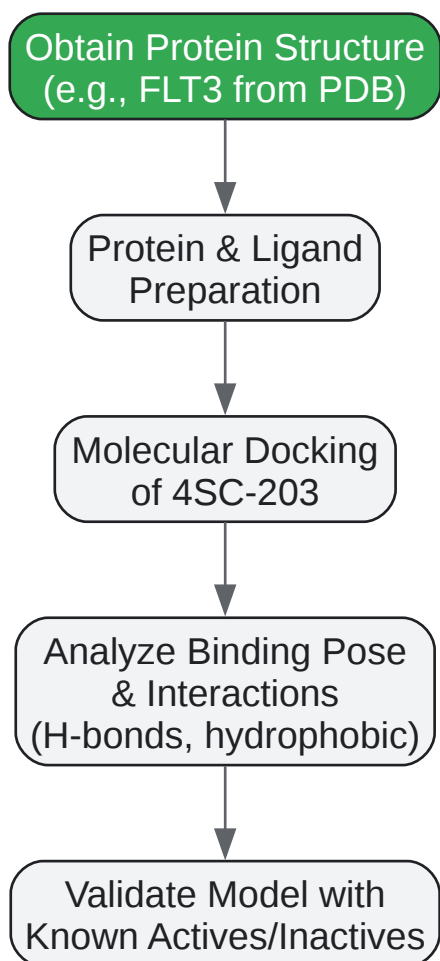 Obtain Protein Structure
(e.g., FLT3 from PDB)
Protein & Ligand
Preparation
Molecular Docking
of 4SC-203
Analyze Binding Pose
& Interactions
(H-bonds, hydrophobic)
Validate Model with
Known Actives/Inactives